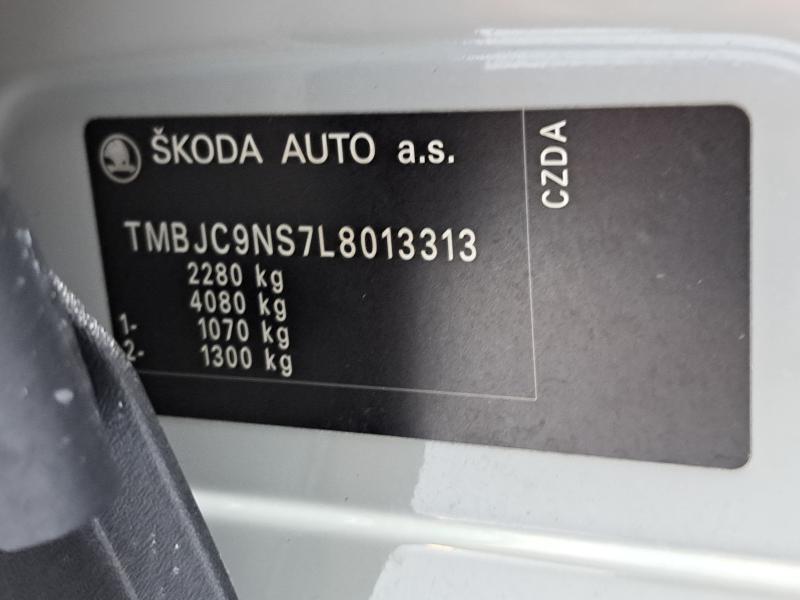 ŠKODA AUTO a.s.
CZDA
TMBJC9NS7L8013313
2280 kg
4080 kg
1- 1070 kg
2- 1300 kg